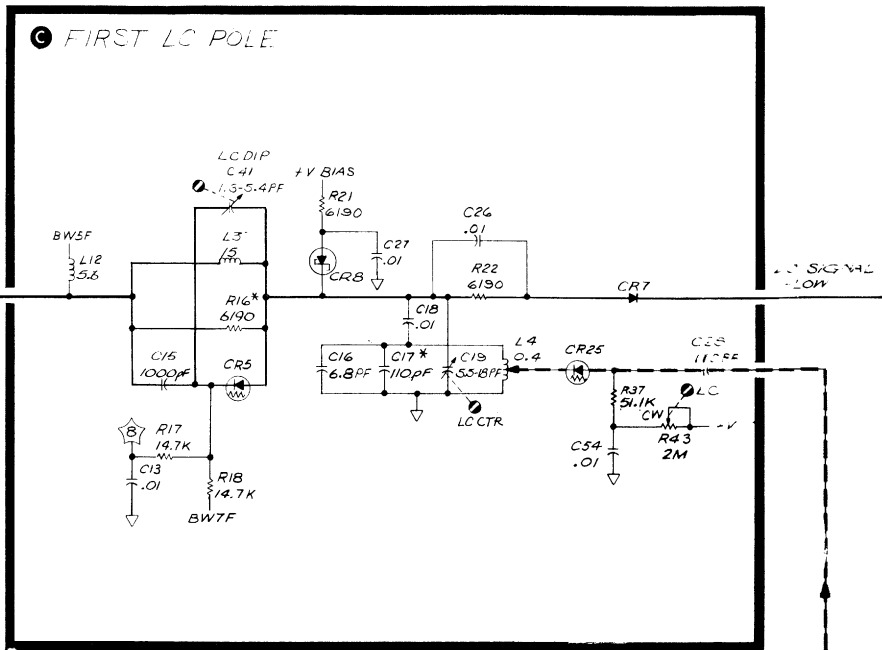 C FIRST LC POLE
LC DIP
C41
1.3-5.4PF
+V BIAS
R21
6190
C26
.01
BW5F
L12
5.6
L3
15
C27
.01
CR8
R22
6190
CR7
SIGNAL
R16*
6190
C18
.01
C15
1000pF
CR5
C16
6.8PF
C17*
110pF
C19
5.5-18PF
L4
0.4
CR25
R37
51.1K
CW
LC
LC CTR
8
R17
14.7K
C13
.01
R18
14.7K
BW7F
C54
.01
R43
2M
-V